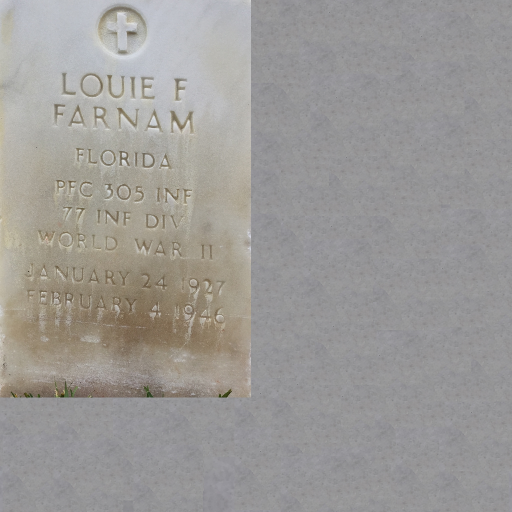 LOUIE F
FARNAM
FLORIDA
PFC 305 INF
77 INF DIV
WORLD WAR II
JANUARY 24 1927
FEBRUARY 4 1946